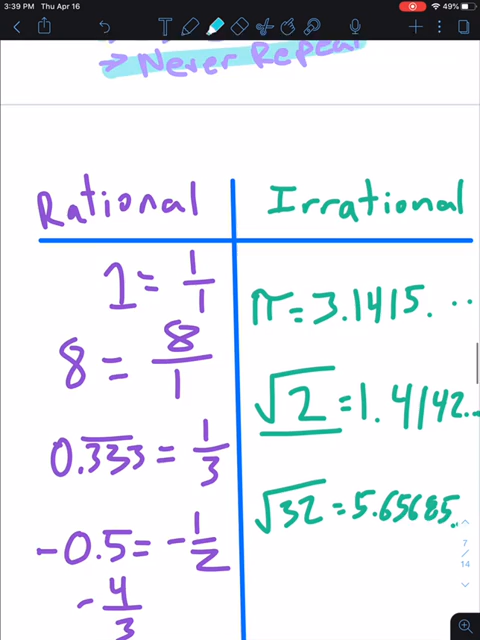 3:39 PM Thu Apr 16 49%
→ Never Repeat
Rational Irrational
1 = 1/1
π = 3.1415. ..
8 = 8/1
√2 = 1.4142...
0.333 = 1/3
√32 = 5.65685..
-0.5 = -1/2
-4/3
7
/
14